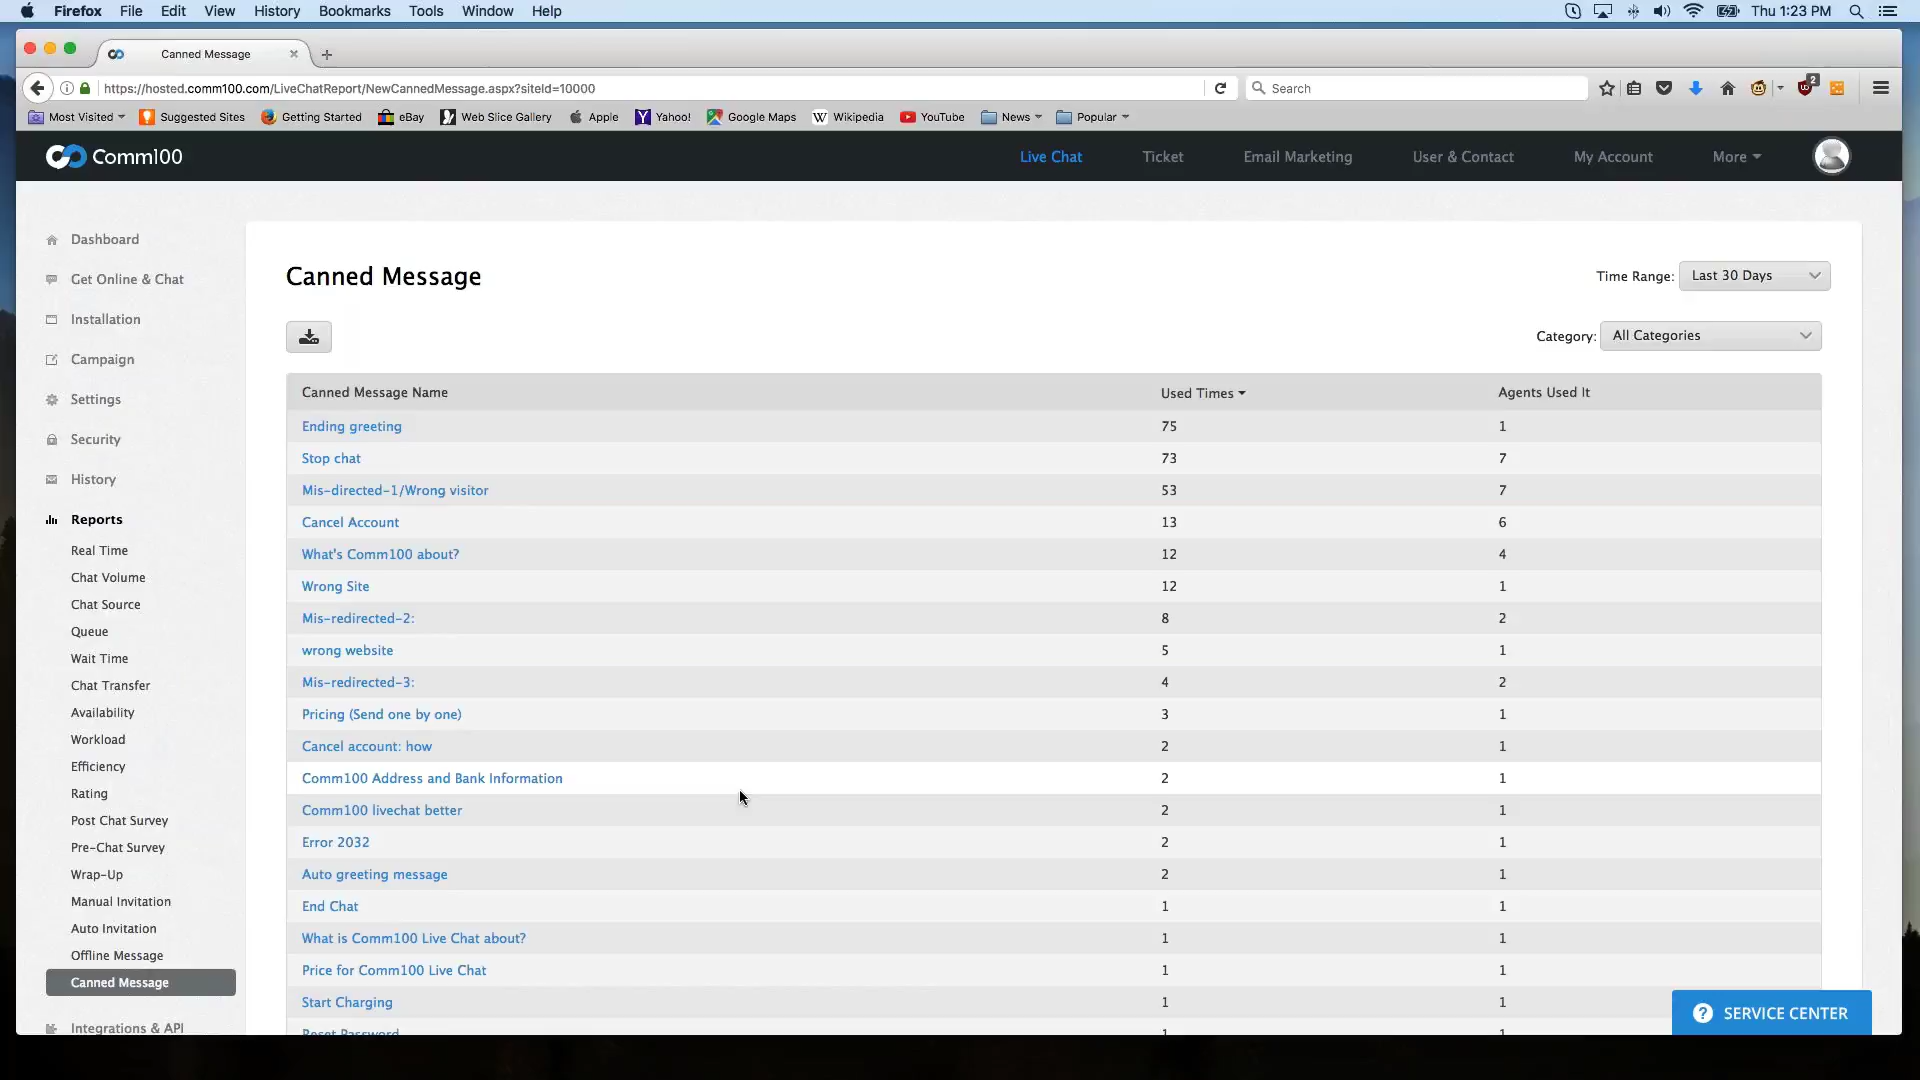 Firefox File Edit View History Bookmarks Tools Window Help Thu 1:23 PM
Canned Message
https://hosted.comm100.com/LiveChatReport/NewCannedMessage.aspx?siteId=10000 Search 2
Most Visited Suggested Sites Getting Started eBay Web Slice Gallery Apple Yahoo! Google Maps Wikipedia YouTube News Popular
Comm100 Live Chat Ticket Email Marketing User & Contact My Account More
Dashboard
Get Online & Chat
Installation
Campaign
Settings
Security
History
Reports
Real Time
Chat Volume
Chat Source
Queue
Wait Time
Chat Transfer
Availability
Workload
Efficiency
Rating
Post Chat Survey
Pre-Chat Survey
Wrap-Up
Manual Invitation
Auto Invitation
Offline Message
Canned Message
Integrations & API
Canned Message
Time Range: Last 30 Days
Category: All Categories
Canned Message Name Used Times Agents Used It
Ending greeting 75 1
Stop chat 73 7
Mis-directed-1/Wrong visitor 53 7
Cancel Account 13 6
What's Comm100 about? 12 4
Wrong Site 12 1
Mis-redirected-2: 8 2
wrong website 5 1
Mis-redirected-3: 4 2
Pricing (Send one by one) 3 1
Cancel account: how 2 1
Comm100 Address and Bank Information 2 1
Comm100 livechat better 2 1
Error 2032 2 1
Auto greeting message 2 1
End Chat 1 1
What is Comm100 Live Chat about? 1 1
Price for Comm100 Live Chat 1 1
Start Charging 1 1
Reset Password 1 1
? SERVICE CENTER